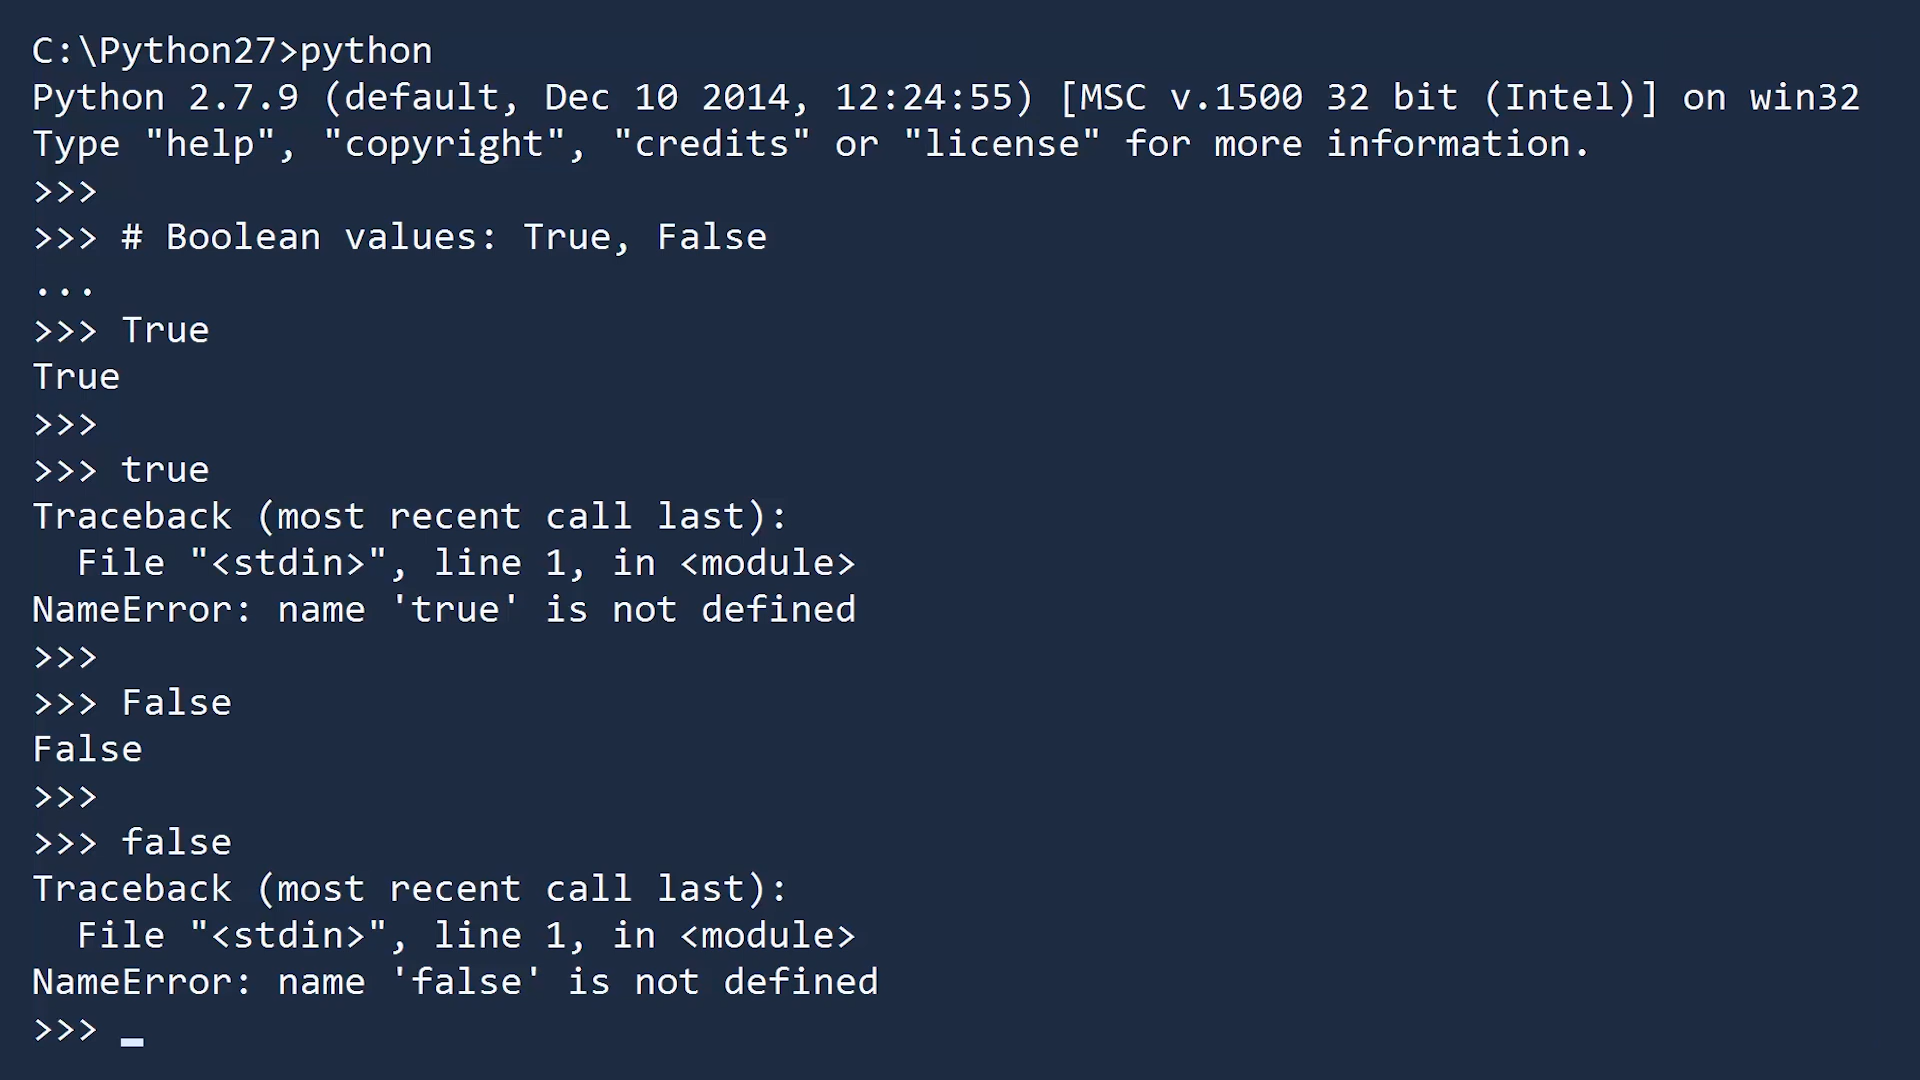 C:\Python27>python
Python 2.7.9 (default, Dec 10 2014, 12:24:55) [MSC v.1500 32 bit (Intel)] on win32
Type "help", "copyright", "credits" or "license" for more information.
>>>
>>> # Boolean values: True, False
...
>>> True
True
>>>
>>> true
Traceback (most recent call last):
  File "<stdin>", line 1, in <module>
NameError: name 'true' is not defined
>>>
>>> False
False
>>>
>>> false
Traceback (most recent call last):
  File "<stdin>", line 1, in <module>
NameError: name 'false' is not defined
>>> _